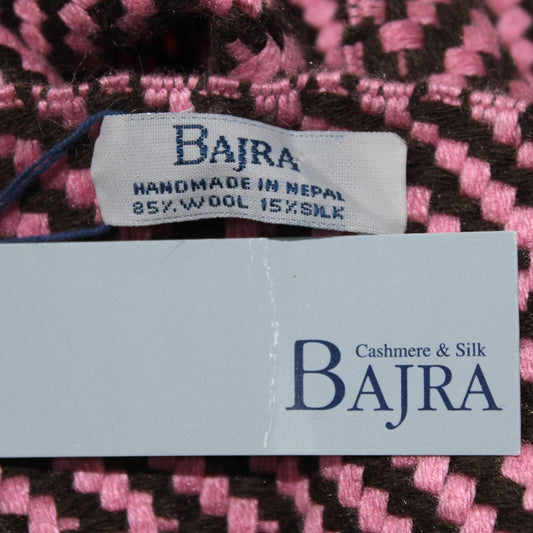 BAJRA
HANDMADE IN NEPAL
85% WOOL 15% SILK
Cashmere & Silk
BAJRA